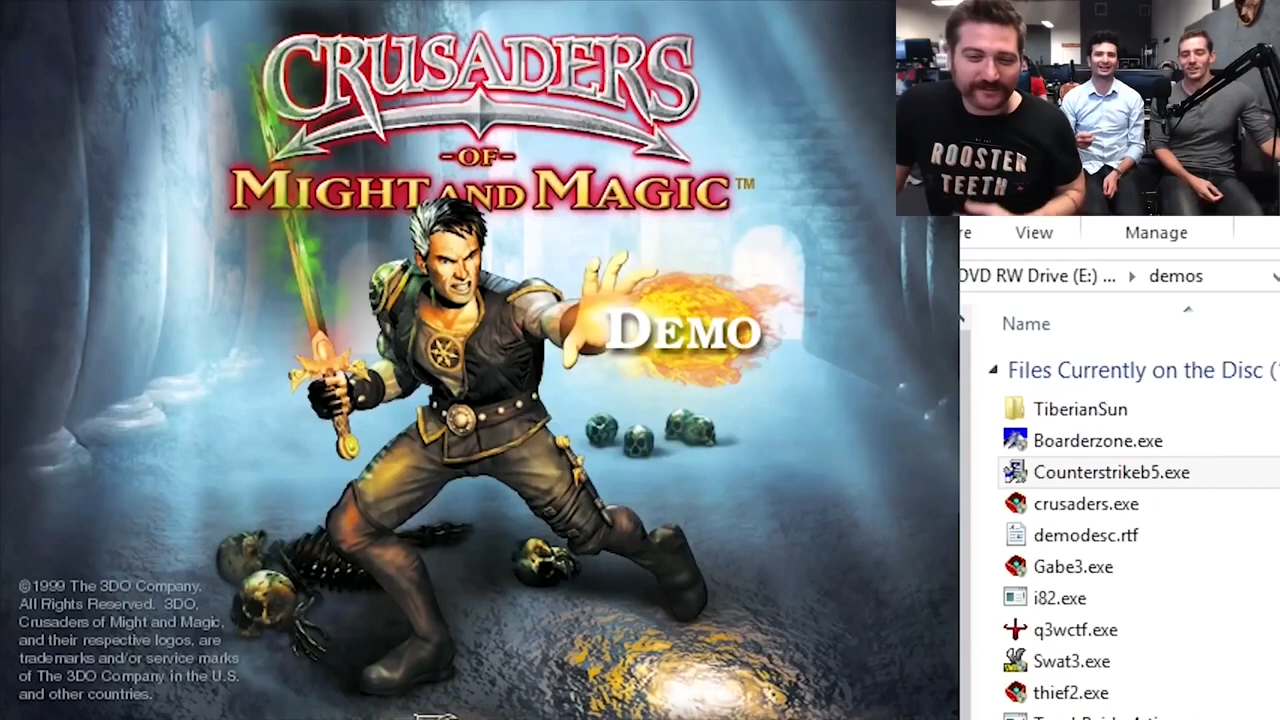 CRUSADERS
-OF-
MIGHT AND MAGIC™
DEMO
©1999 The 3DO Company.
All Rights Reserved. 3DO,
Crusaders of Might and Magic,
and their respective logos, are
trademarks and/or service marks
of The 3DO Company in the U.S.
and other countries.
ROOSTER
TEETH
View Manage
DVD RW Drive (E:) ... demos
Name
Files Currently on the Disc
TiberianSun
Boarderzone.exe
Counterstrikeb5.exe
crusaders.exe
demodesc.rtf
Gabe3.exe
i82.exe
q3wctf.exe
Swat3.exe
thief2.exe